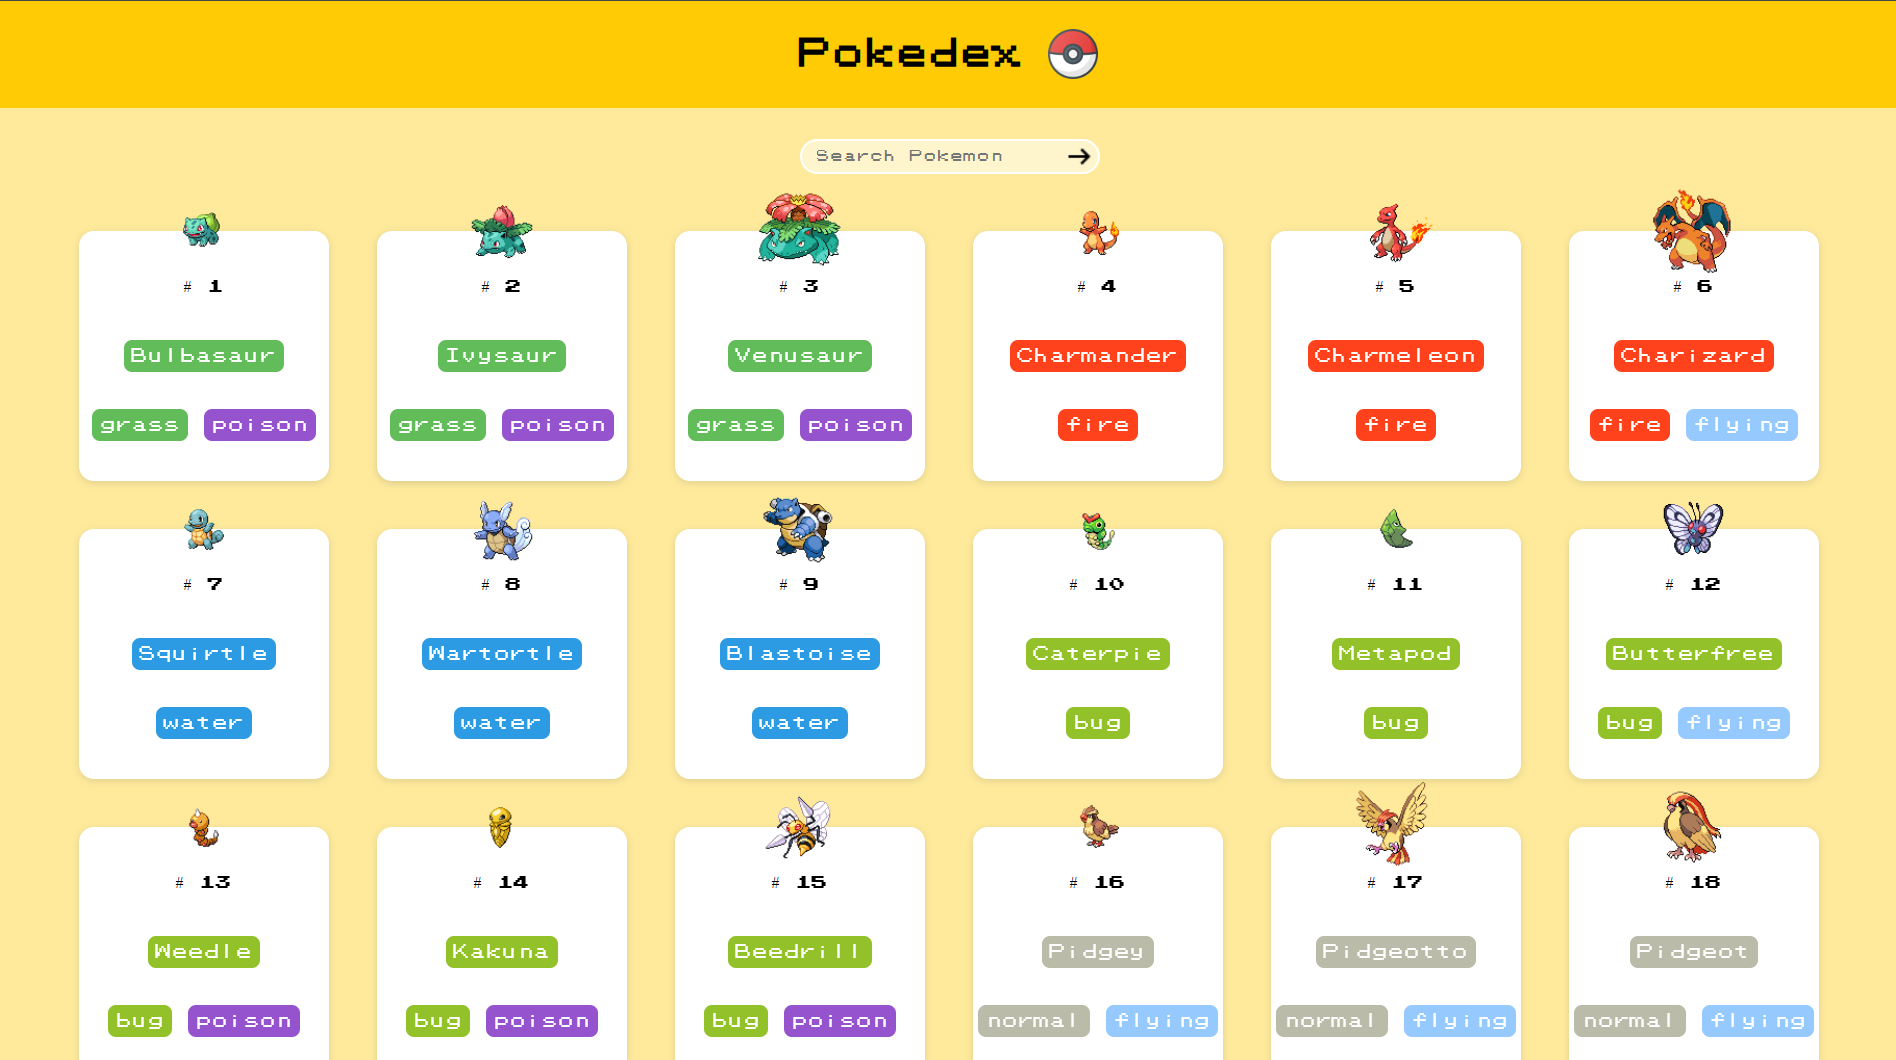 Pokedex
Search Pokemon
# 1 # 2 # 3 # 4 # 5 # 6
Bulbasaur Ivysaur Venusaur Charmander Charmeleon Charizard
grass poison grass poison grass poison fire fire fire flying
# 7 # 8 # 9 # 10 # 11 # 12
Squirtle Wartortle Blastoise Caterpie Metapod Butterfree
water water water bug bug bug flying
# 13 # 14 # 15 # 16 # 17 # 18
Weedle Kakuna Beedrill Pidgey Pidgeotto Pidgeot
bug poison bug poison bug poison normal flying normal flying normal flying